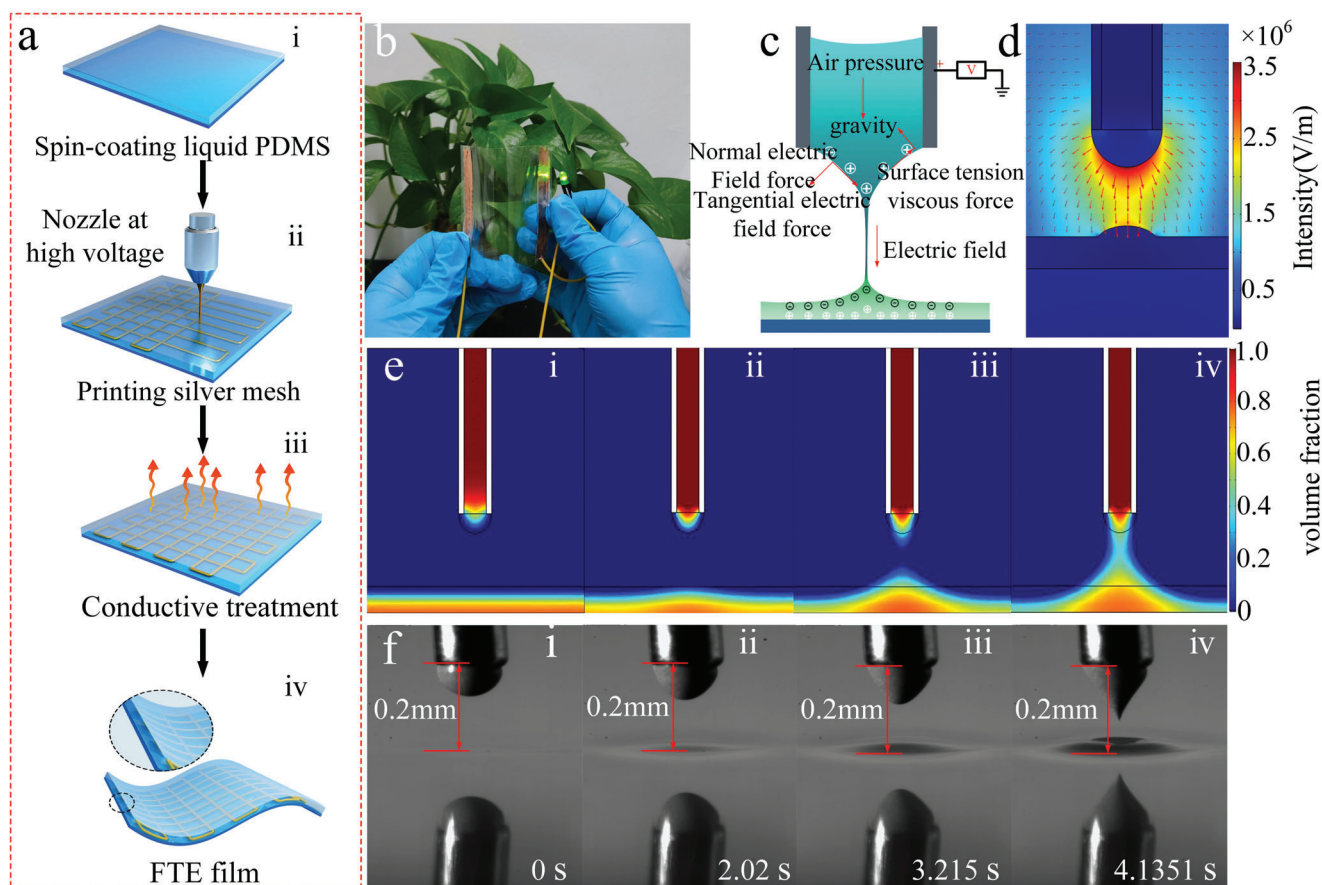 a
i
Spin-coating liquid PDMS
Nozzle at
high voltage
ii
Printing silver mesh
iii
Conductive treatment
iv
FTE film
b
c
Air pressure
+
V
gravity
Normal electric
Field force
Tangential electric
field force
Surface tension
viscous force
Electric field
d
×10⁶
3.5
2.5
1.5
0.5
0
Intensity(V/m)
e
i
ii
iii
iv
1.0
0.8
0.6
0.4
0.2
0
volume fraction
f
i
ii
iii
iv
0.2mm
0.2mm
0.2mm
0.2mm
0 s
2.02 s
3.215 s
4.1351 s